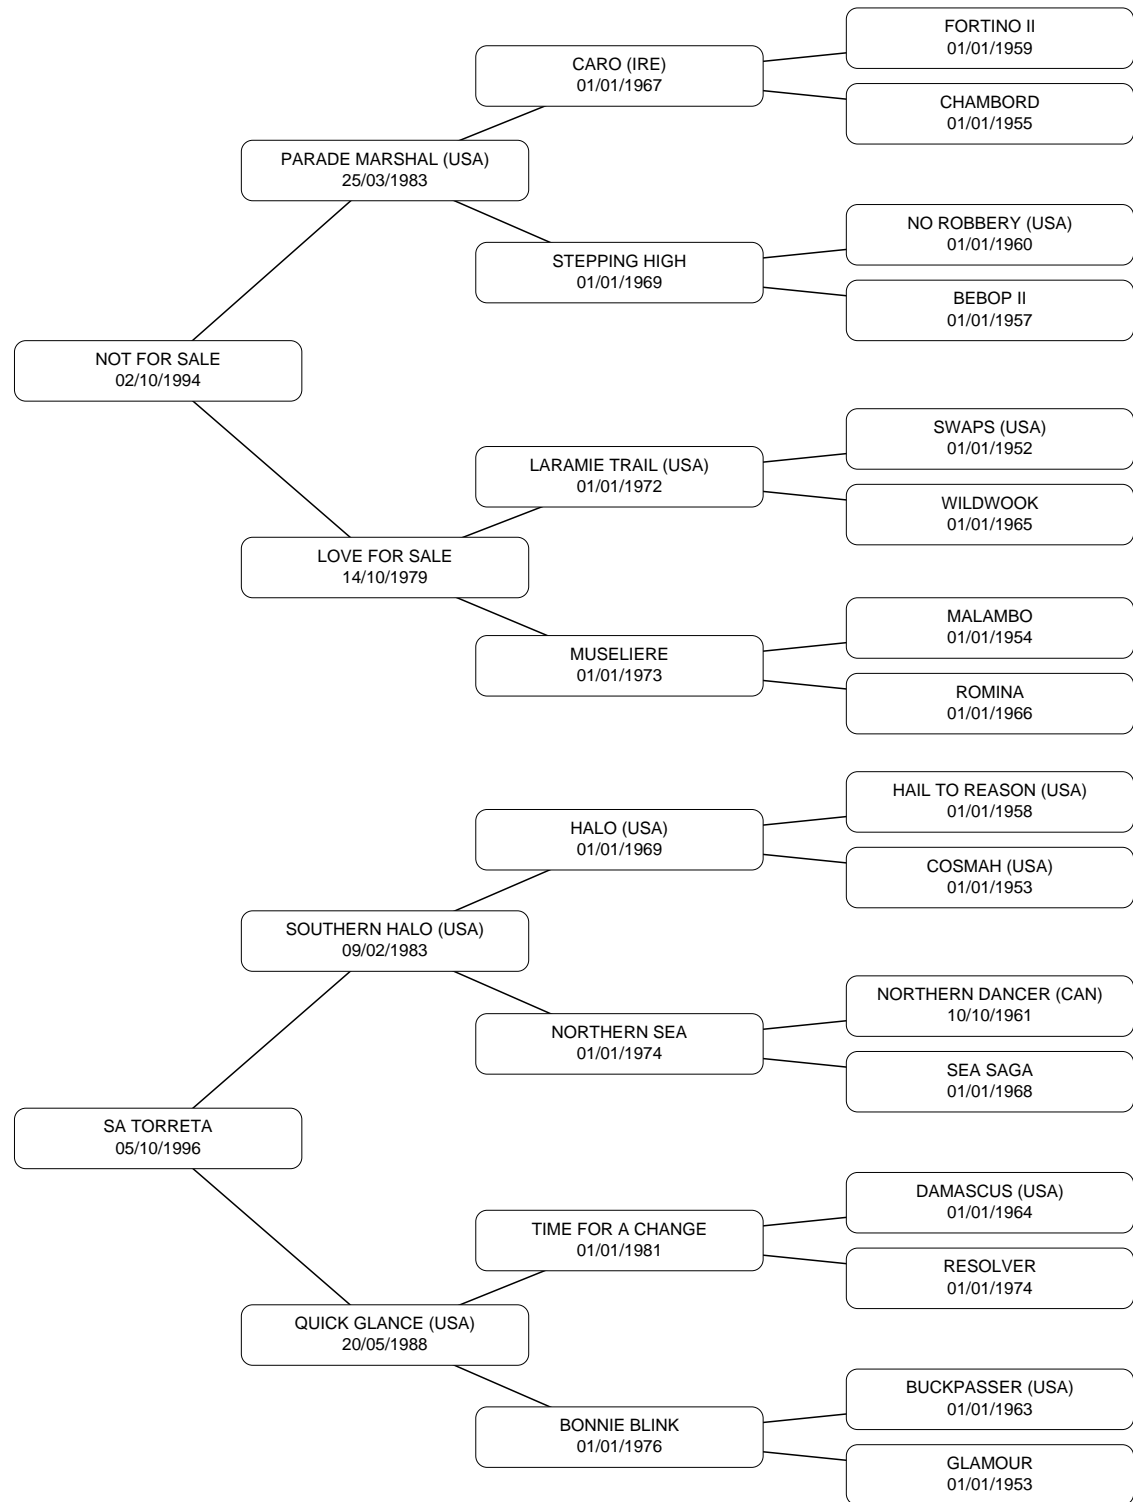 FORTINO II
01/01/1959
CARO (IRE)
01/01/1967
CHAMBORD
01/01/1955
PARADE MARSHAL (USA)
25/03/1983
NO ROBBERY (USA)
01/01/1960
STEPPING HIGH
01/01/1969
BEBOP II
01/01/1957
NOT FOR SALE
02/10/1994
SWAPS (USA)
01/01/1952
LARAMIE TRAIL (USA)
01/01/1972
WILDWOOK
01/01/1965
LOVE FOR SALE
14/10/1979
MALAMBO
01/01/1954
MUSELIERE
01/01/1973
ROMINA
01/01/1966
HAIL TO REASON (USA)
01/01/1958
HALO (USA)
01/01/1969
COSMAH (USA)
01/01/1953
SOUTHERN HALO (USA)
09/02/1983
NORTHERN DANCER (CAN)
10/10/1961
NORTHERN SEA
01/01/1974
SEA SAGA
01/01/1968
SA TORRETA
05/10/1996
DAMASCUS (USA)
01/01/1964
TIME FOR A CHANGE
01/01/1981
RESOLVER
01/01/1974
QUICK GLANCE (USA)
20/05/1988
BUCKPASSER (USA)
01/01/1963
BONNIE BLINK
01/01/1976
GLAMOUR
01/01/1953